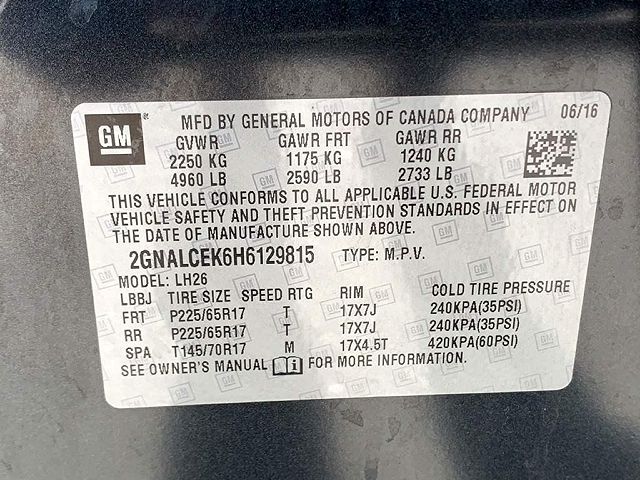 GM ® MFD BY GENERAL MOTORS OF CANADA COMPANY 06/16
GVWR GAWR FRT GAWR RR
2250 KG 1175 KG 1240 KG
4960 LB 2590 LB 2733 LB
THIS VEHICLE CONFORMS TO ALL APPLICABLE U.S. FEDERAL MOTOR
VEHICLE SAFETY AND THEFT PREVENTION STANDARDS IN EFFECT ON
THE DATE OF MANUFACTURE SHOWN ABOVE.
2GNALCEK6H6129815 TYPE: M.P.V.
MODEL: LH26
LBBJ TIRE SIZE SPEED RTG RIM COLD TIRE PRESSURE
FRT P225/65R17 T 17X7J 240KPA(35PSI)
RR P225/65R17 T 17X7J 240KPA(35PSI)
SPA T145/70R17 M 17X4.5T 420KPA(60PSI)
SEE OWNER'S MANUAL FOR MORE INFORMATION.